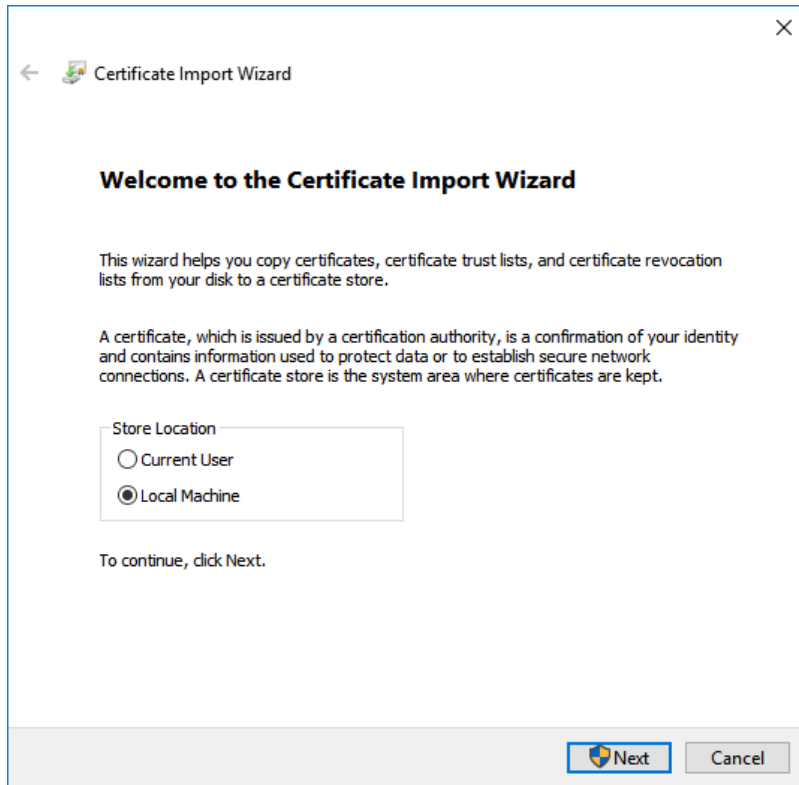 Certificate Import Wizard
Welcome to the Certificate Import Wizard
This wizard helps you copy certificates, certificate trust lists, and certificate revocation
lists from your disk to a certificate store.
A certificate, which is issued by a certification authority, is a confirmation of your identity
and contains information used to protect data or to establish secure network
connections. A certificate store is the system area where certificates are kept.
Store Location
Current User
Local Machine
To continue, click Next.
Next Cancel